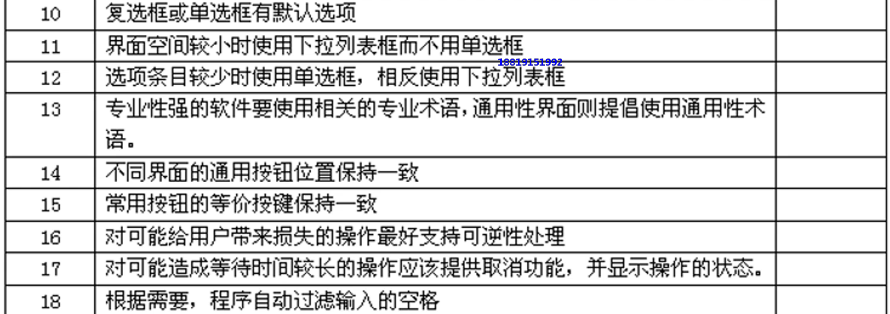 10 复选框或单选框有默认选项
11 界面空间较小时使用下拉列表框而不用单选框
18819151992
12 选项条目较少时使用单选框，相反使用下拉列表框
13 专业性强的软件要使用相关的专业术语，通用性界面则提倡使用通用性术
语。
14 不同界面的通用按钮位置保持一致
15 常用按钮的等价按键保持一致
16 对可能给用户带来损失的操作最好支持可逆性处理
17 对可能造成等待时间较长的操作应该提供取消功能，并显示操作的状态。
18 根据需要，程序自动过滤输入的空格